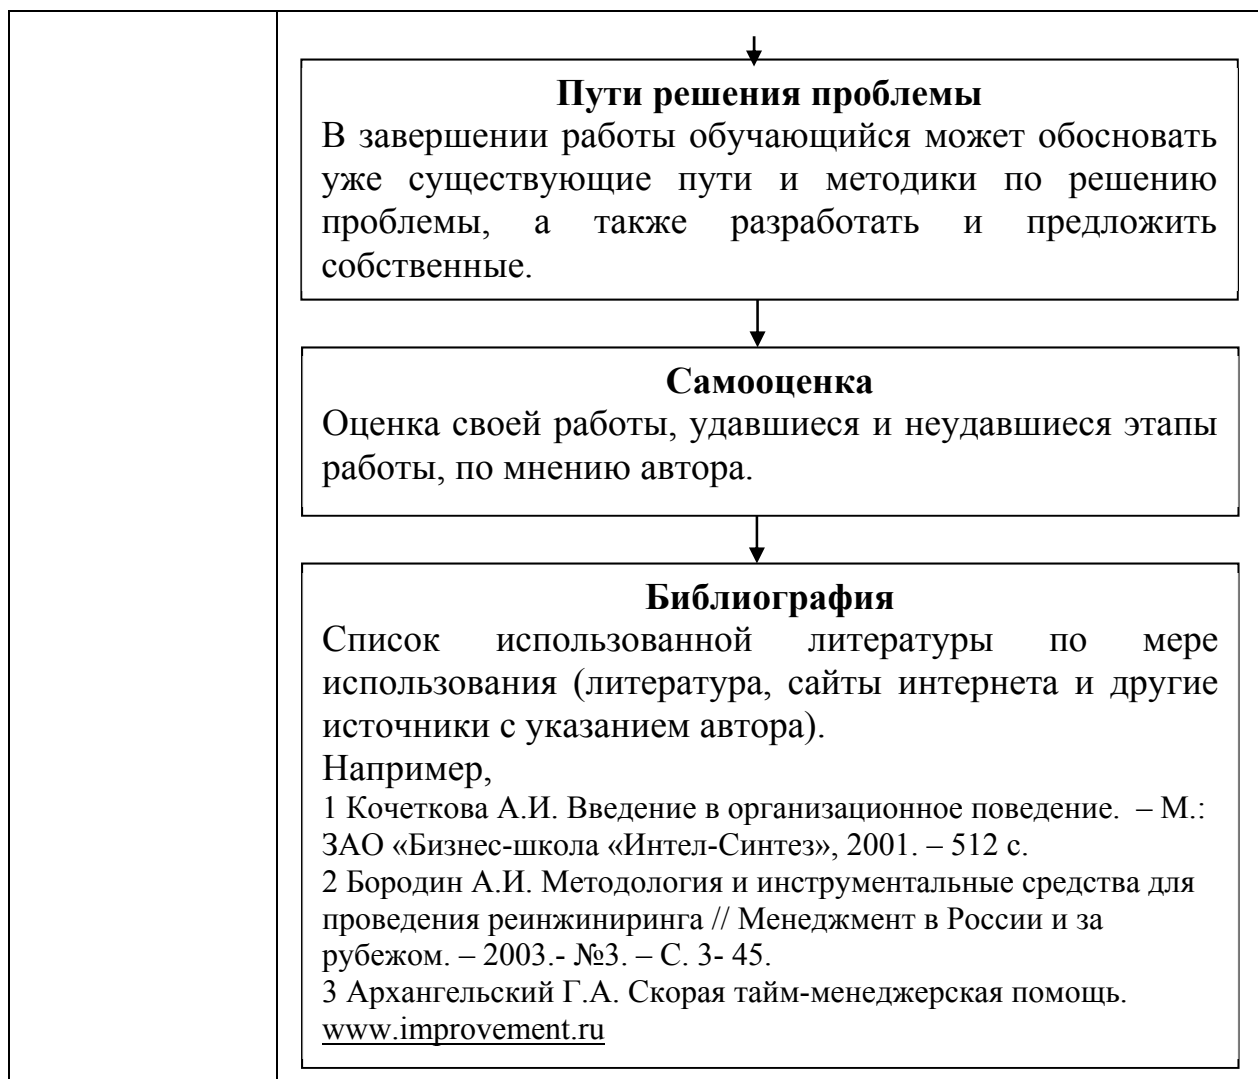 Пути решения проблемы
В завершении работы обучающийся может обосновать
уже существующие пути и методики по решению
проблемы, а также разработать и предложить
собственные.
Самооценка
Оценка своей работы, удавшиеся и неудавшиеся этапы
работы, по мнению автора.
Библиография
Список использованной литературы по мере
использования (литература, сайты интернета и другие
источники с указанием автора).
Например,
1 Кочеткова А.И. Введение в организационное поведение. – М.:
ЗАО «Бизнес-школа «Интел-Синтез», 2001. – 512 с.
2 Бородин А.И. Методология и инструментальные средства для
проведения реинжиниринга // Менеджмент в России и за
рубежом. – 2003.- №3. – С. 3- 45.
3 Архангельский Г.А. Скорая тайм-менеджерская помощь.
www.improvement.ru